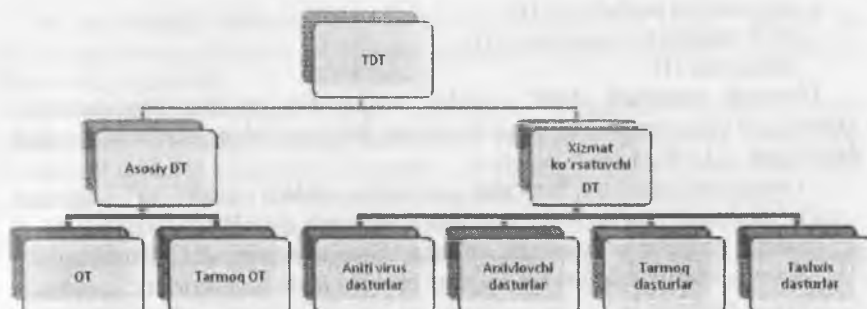 TDT
Asosiy DT
Xizmat
ko'rsatuvchi
DT
OT
Tarmoq OT
Aniti virus
dasturlar
Arxivlovchi
dasturlar
Tarmoq
dasturlar
Tashxis
dasturlar